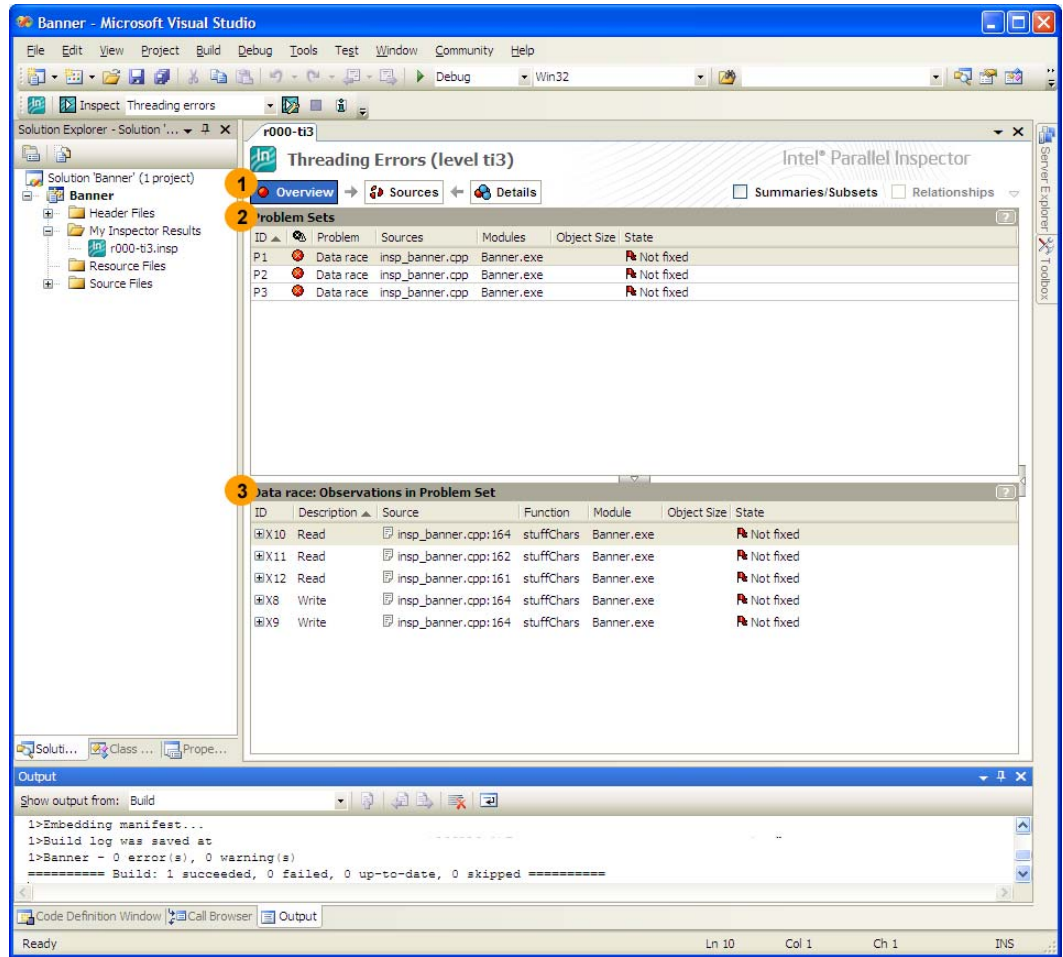 Banner - Microsoft Visual Studio
File Edit View Project Build Debug Tools Test Window Community Help
Debug Win32
Inspect Threading errors
Solution Explorer - Solution '...
Solution 'Banner' (1 project)
Banner
Header Files
My Inspector Results
r000-ti3.insp
Resource Files
Source Files
Soluti... Class ... Prope...
r000-ti3
Threading Errors (level ti3) Intel® Parallel Inspector
1 Overview Sources Details Summaries/Subsets Relationships
2 Problem Sets ?
ID Problem Sources Modules Object Size State
P1 Data race insp_banner.cpp Banner.exe Not fixed
P2 Data race insp_banner.cpp Banner.exe Not fixed
P3 Data race insp_banner.cpp Banner.exe Not fixed
3 Data race: Observations in Problem Set ?
ID Description Source Function Module Object Size State
X10 Read insp_banner.cpp:164 stuffChars Banner.exe Not fixed
X11 Read insp_banner.cpp:162 stuffChars Banner.exe Not fixed
X12 Read insp_banner.cpp:161 stuffChars Banner.exe Not fixed
X8 Write insp_banner.cpp:164 stuffChars Banner.exe Not fixed
X9 Write insp_banner.cpp:164 stuffChars Banner.exe Not fixed
Server Explorer
Toolbox
Output
Show output from: Build
1>Embedding manifest...
1>Build log was saved at
1>Banner - 0 error(s), 0 warning(s)
========== Build: 1 succeeded, 0 failed, 0 up-to-date, 0 skipped ==========
Code Definition Window Call Browser Output
Ready Ln 10 Col 1 Ch 1 INS